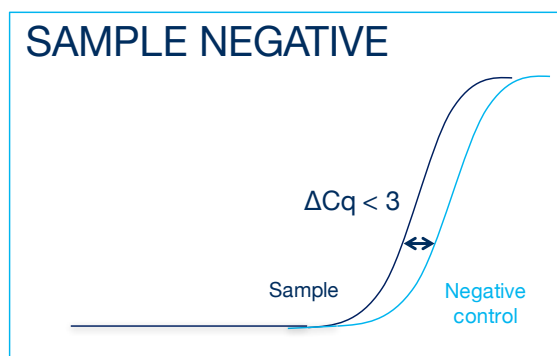 SAMPLE NEGATIVE
ΔCq < 3
Sample
Negative
control